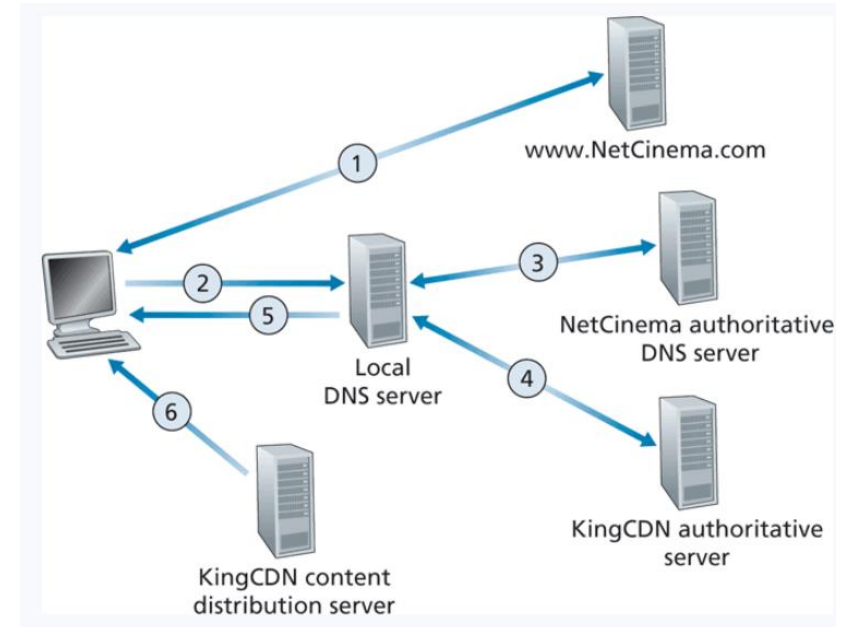 www.NetCinema.com
1
2
3
5
NetCinema authoritative
DNS server
Local
DNS server
4
6
KingCDN authoritative
server
KingCDN content
distribution server